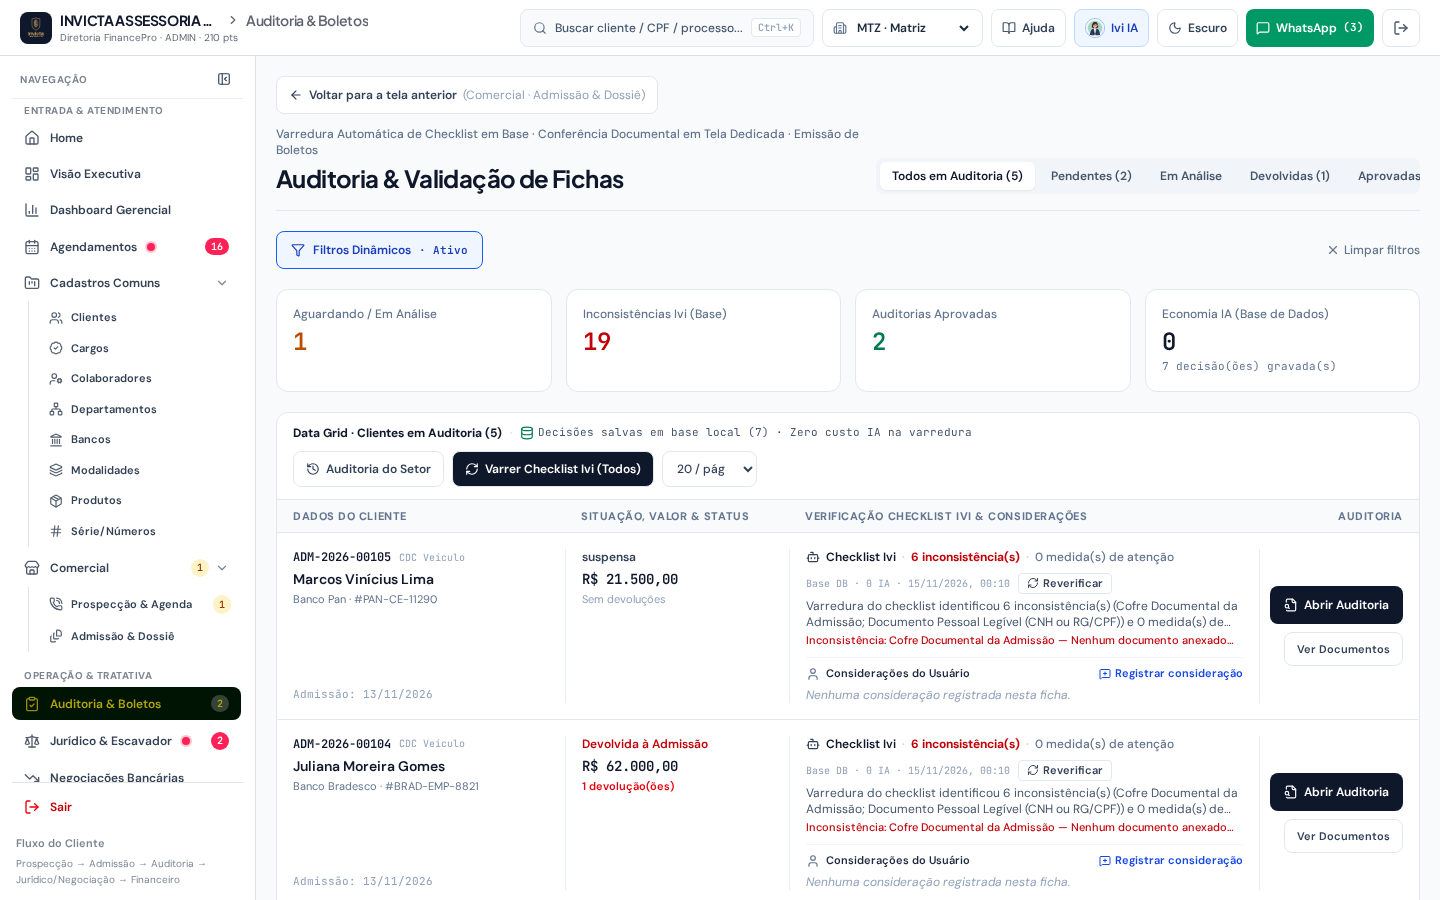 INVICTAASSESSORIA...
Diretoria FinancePro · ADMIN · 210 pts
Auditoria & Boletos
Buscar cliente / CPF / processo...
Ctrl+K
MTZ · Matriz
Ajuda
Ivi IA
Escuro
WhatsApp (3)
NAVEGAÇÃO
ENTRADA & ATENDIMENTO
Home
Visão Executiva
Dashboard Gerencial
Agendamentos
16
Cadastros Comuns
Clientes
Cargos
Colaboradores
Departamentos
Bancos
Modalidades
Produtos
Série/Números
Comercial
1
Prospecção & Agenda
1
Admissão & Dossiê
OPERAÇÃO & TRATATIVA
Auditoria & Boletos
2
Jurídico & Escavador
2
Negociações Bancárias
Sair
Fluxo do Cliente
Prospecção → Admissão → Auditoria →
Jurídico/Negociação → Financeiro
Voltar para a tela anterior (Comercial · Admissão & Dossiê)
Varredura Automática de Checklist em Base · Conferência Documental em Tela Dedicada · Emissão de
Boletos
Auditoria & Validação de Fichas
Todos em Auditoria (5)
Pendentes (2)
Em Análise
Devolvidas (1)
Aprovadas
Filtros Dinâmicos · Ativo
Limpar filtros
Aguardando / Em Análise
1
Inconsistências Ivi (Base)
19
Auditorias Aprovadas
2
Economia IA (Base de Dados)
0
7 decisão(ões) gravada(s)
Data Grid · Clientes em Auditoria (5) · Decisões salvas em base local (7) · Zero custo IA na varredura
Auditoria do Setor
Varrer Checklist Ivi (Todos)
20 / pág
DADOS DO CLIENTE
SITUAÇÃO, VALOR & STATUS
VERIFICAÇÃO CHECKLIST IVI & CONSIDERAÇÕES
AUDITORIA
ADM-2026-00105 CDC Veículo
Marcos Vinícius Lima
Banco Pan · #PAN-CE-11290
Admissão: 13/11/2026
suspensa
R$ 21.500,00
Sem devoluções
Checklist Ivi · 6 inconsistência(s) · 0 medida(s) de atenção
Base DB · 0 IA · 15/11/2026, 00:10
Reverificar
Varredura do checklist identificou 6 inconsistência(s) (Cofre Documental da
Admissão; Documento Pessoal Legível (CNH ou RG/CPF)) e 0 medida(s) de...
Inconsistência: Cofre Documental da Admissão — Nenhum documento anexado...
Considerações do Usuário
Registrar consideração
Nenhuma consideração registrada nesta ficha.
Abrir Auditoria
Ver Documentos
ADM-2026-00104 CDC Veículo
Juliana Moreira Gomes
Banco Bradesco · #BRAD-EMP-8821
Admissão: 13/11/2026
Devolvida à Admissão
R$ 62.000,00
1 devolução(ões)
Checklist Ivi · 6 inconsistência(s) · 0 medida(s) de atenção
Base DB · 0 IA · 15/11/2026, 00:10
Reverificar
Varredura do checklist identificou 6 inconsistência(s) (Cofre Documental da
Admissão; Documento Pessoal Legível (CNH ou RG/CPF)) e 0 medida(s) de...
Inconsistência: Cofre Documental da Admissão — Nenhum documento anexado...
Considerações do Usuário
Registrar consideração
Nenhuma consideração registrada nesta ficha.
Abrir Auditoria
Ver Documentos